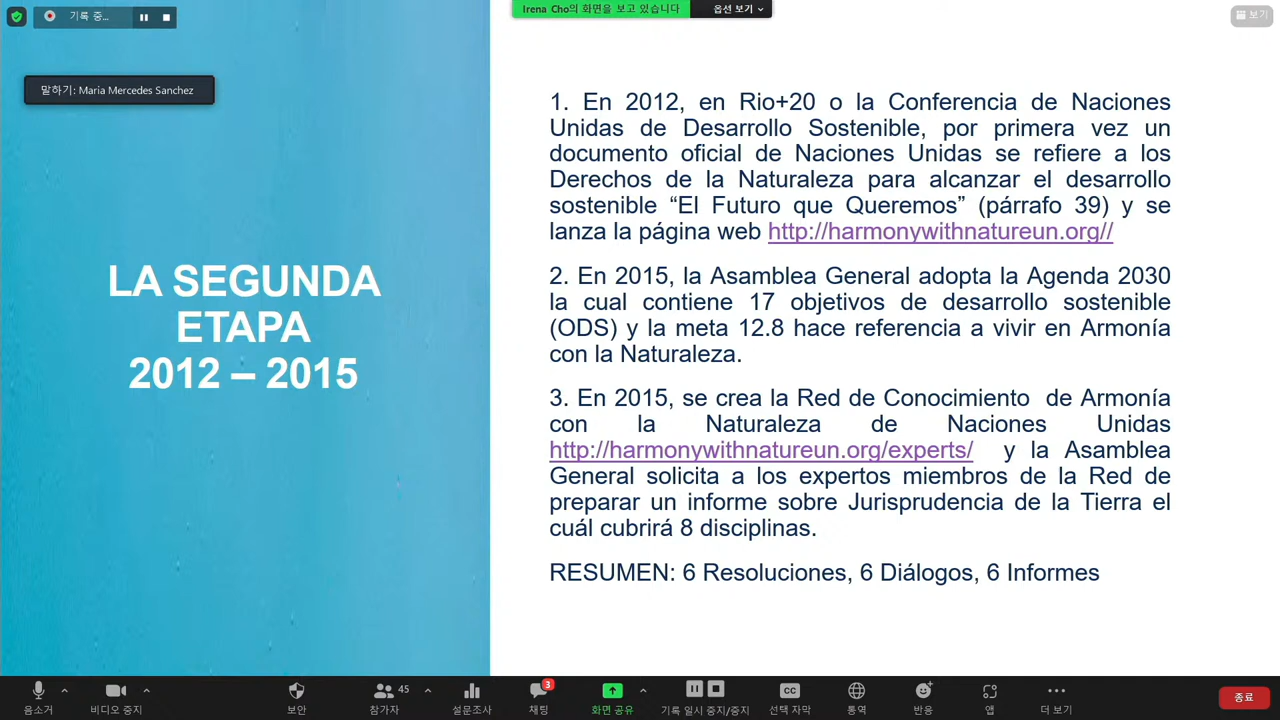 기록 중...
Irena Cho의 화면을 보고 있습니다
옵션 보기
보기
말하기: Maria Mercedes Sanchez
LA SEGUNDA
ETAPA
2012 – 2015
1. En 2012, en Rio+20 o la Conferencia de Naciones
Unidas de Desarrollo Sostenible, por primera vez un
documento oficial de Naciones Unidas se refiere a los
Derechos de la Naturaleza para alcanzar el desarrollo
sostenible “El Futuro que Queremos” (párrafo 39) y se
lanza la página web http://harmonywithnatureun.org//
2. En 2015, la Asamblea General adopta la Agenda 2030
la cual contiene 17 objetivos de desarrollo sostenible
(ODS) y la meta 12.8 hace referencia a vivir en Armonía
con la Naturaleza.
3. En 2015, se crea la Red de Conocimiento de Armonía
con la Naturaleza de Naciones Unidas
http://harmonywithnatureun.org/experts/ y la Asamblea
General solicita a los expertos miembros de la Red de
preparar un informe sobre Jurisprudencia de la Tierra el
cuál cubrirá 8 disciplinas.
RESUMEN: 6 Resoluciones, 6 Diálogos, 6 Informes
45
3
CC
음소거
비디오 중지
보안
참가자
설문조사
채팅
화면 공유
기록 일시 중지/중지
선택 자막
통역
반응
앱
더 보기
종료